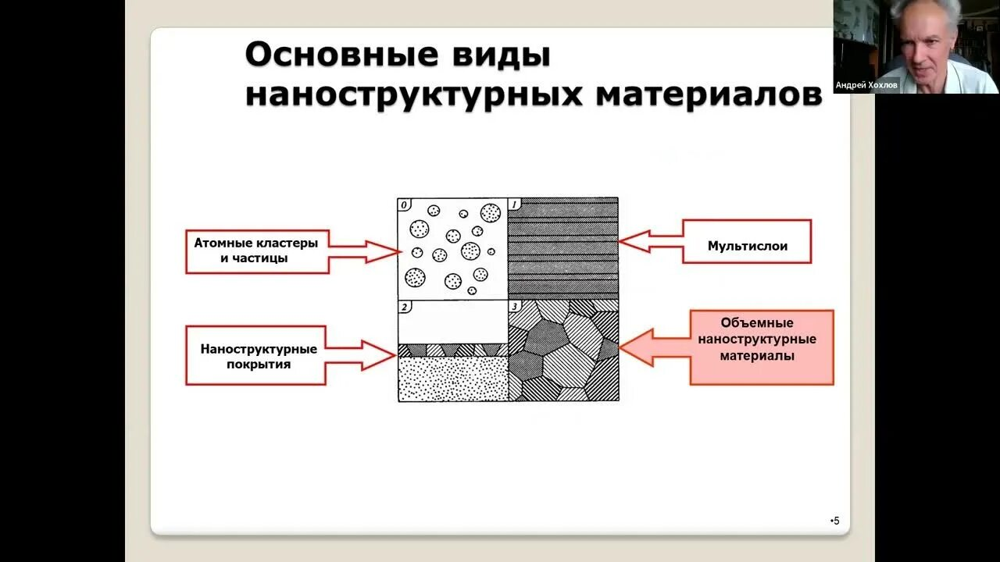 Основные виды
наноструктурных материалов
Андрей Хохлов
Атомные кластеры
и частицы
0
1
Мультислои
Наноструктурные
покрытия
2
3
Объемные
наноструктурные
материалы
•5